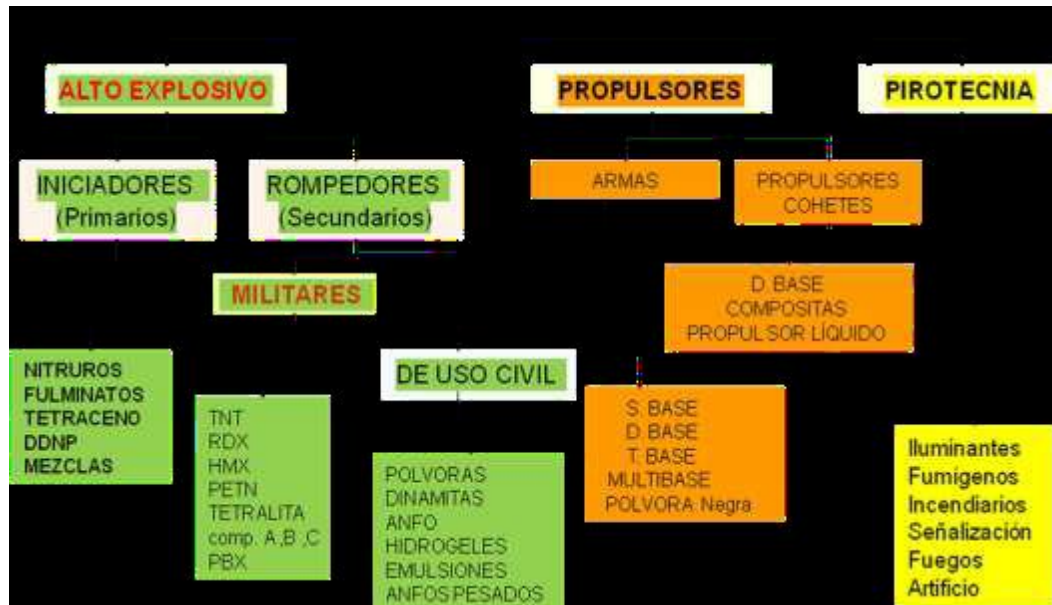 ALTO EXPLOSIVO
PROPULSORES
PIROTECNIA
INICIADORES
(Primarios)
ROMPEDORES
(Secundarios)
ARMAS
PROPULSORES
COHETES
MILITARES
D. BASE
COMPOSITAS
PROPULSOR LÍQUIDO
NITRUROS
FULMINATOS
TETRACENO
DDNP
MEZCLAS
DE USO CIVIL
TNT
RDX
HMX
PETN
TETRALITA
comp. A,B ,C
PBX
S. BASE
D. BASE
T. BASE
MULTIBASE
POLVORA Negra
POLVORAS
DINAMITAS
ANFO
HIDROGELES
EMULSIONES
ANFOS PESADOS
Iluminantes
Fumígenos
Incendiarios
Señalización
Fuegos
Artificio